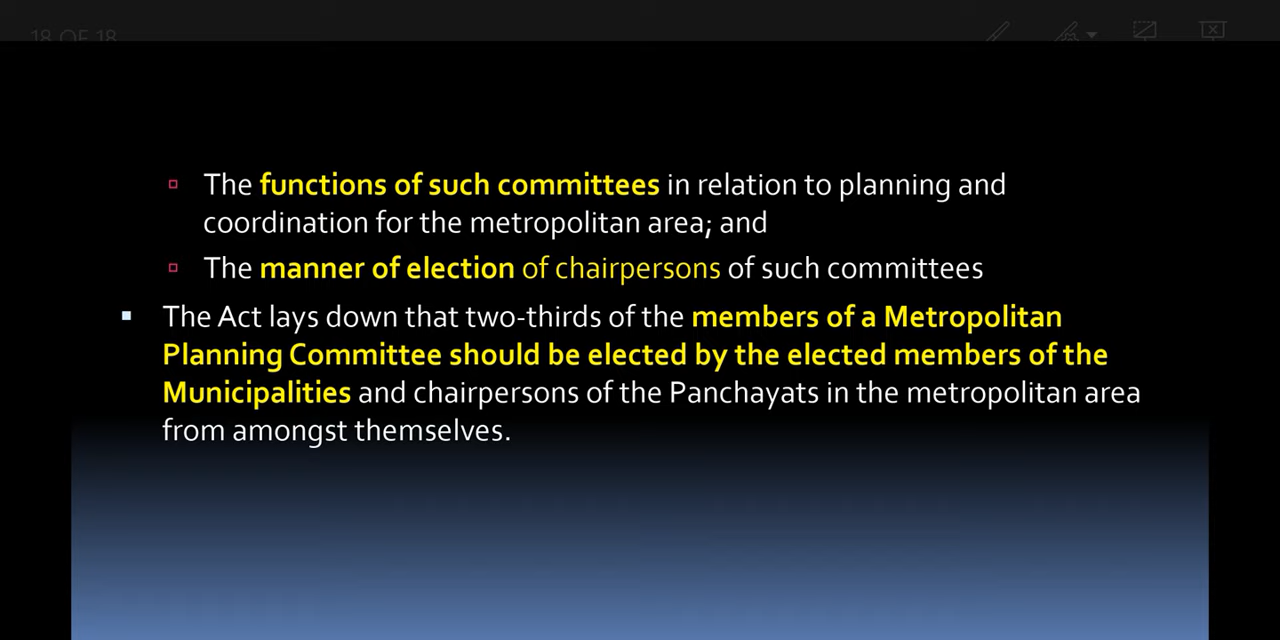 18 OF 18
The functions of such committees in relation to planning and
coordination for the metropolitan area; and
The manner of election of chairpersons of such committees
The Act lays down that two-thirds of the members of a Metropolitan
Planning Committee should be elected by the elected members of the
Municipalities and chairpersons of the Panchayats in the metropolitan area
from amongst themselves.